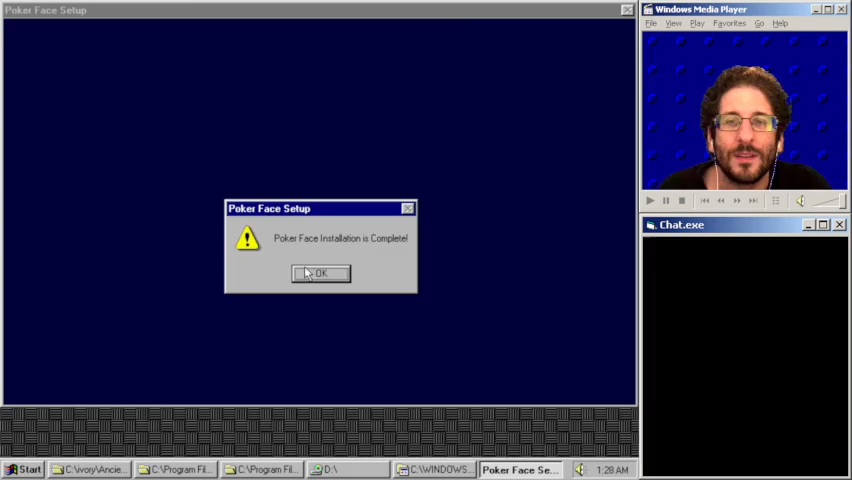 Poker Face Setup
Windows Media Player
File View Play Favorites Go Help
Poker Face Setup
Poker Face Installation is Complete!
OK
Chat.exe
Start
C:\ivory\Ancie...
C:\Program Fil...
C:\Program Fil...
D:\
C:\WINDOWS...
Poker Face Se...
1:28 AM